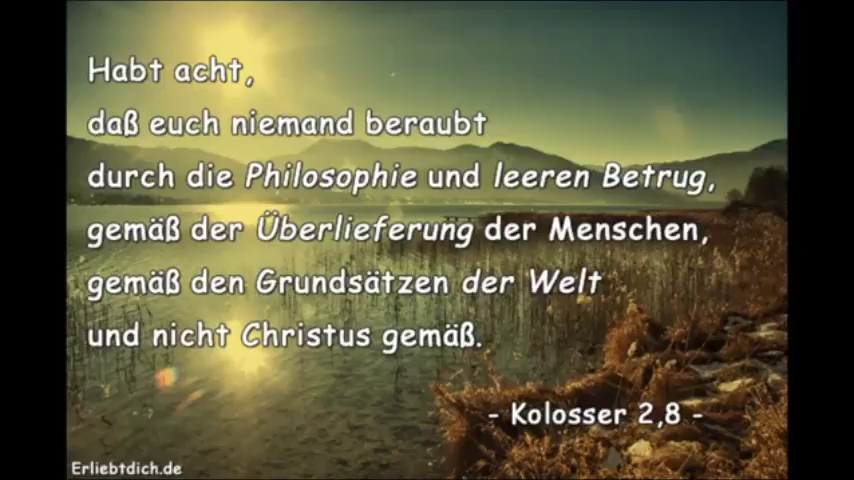 Habt acht,
daß euch niemand beraubt
durch die Philosophie und leeren Betrug,
gemäß der Überlieferung der Menschen,
gemäß den Grundsätzen der Welt
und nicht Christus gemäß.
- Kolosser 2,8 -
Erliebtdich.de